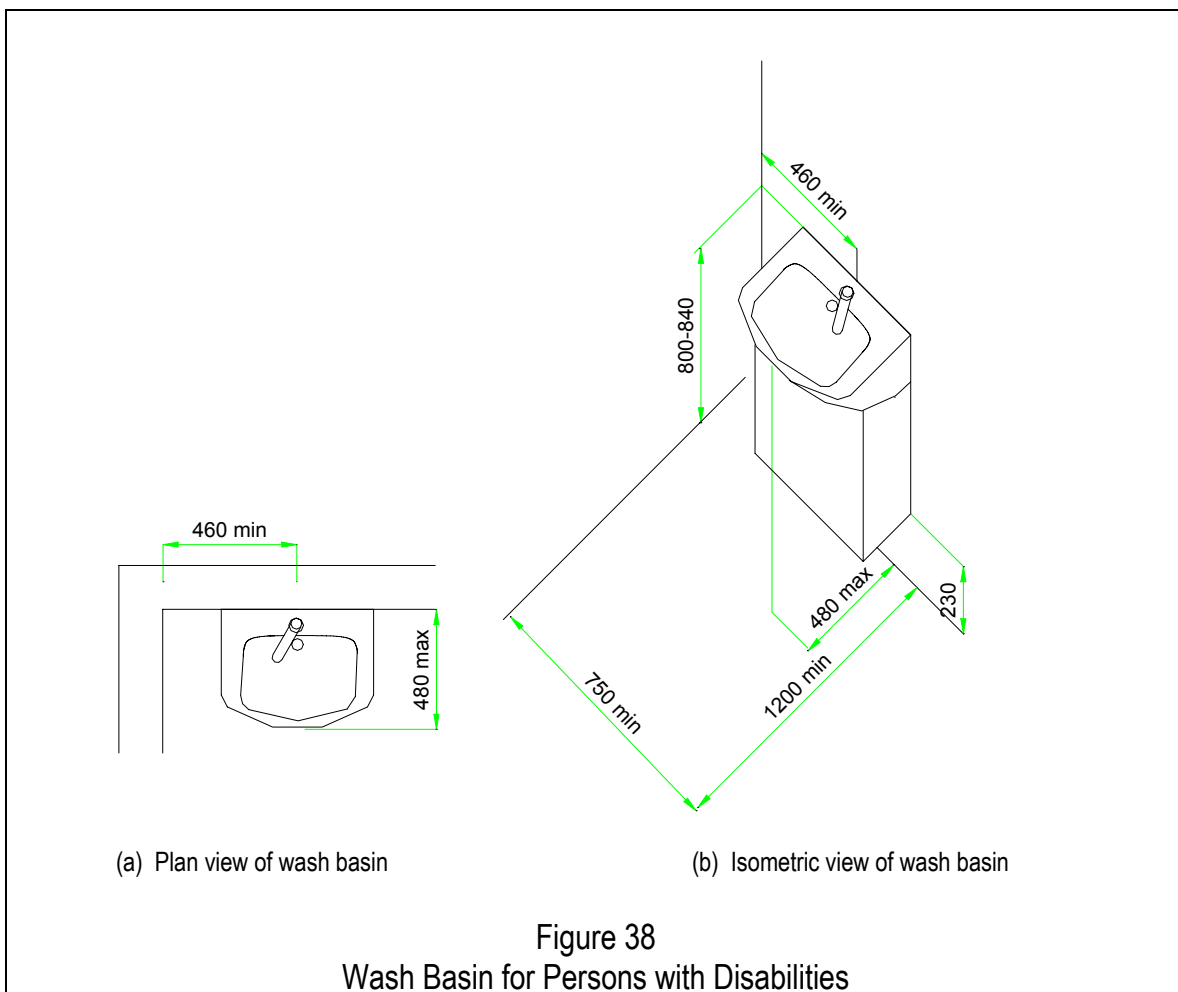 460 min
800-840
460 min
480 max
480 max
230
750 min
1200 min
(a) Plan view of wash basin
(b) Isometric view of wash basin
Figure 38
Wash Basin for Persons with Disabilities